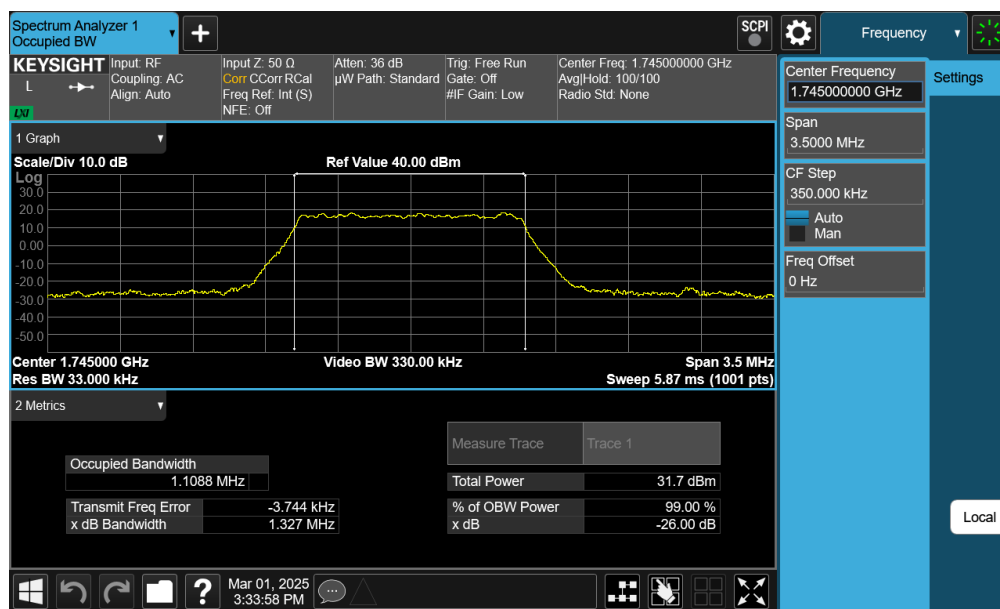 Spectrum Analyzer 1
Occupied BW
+
SCPI
Frequency
KEYSIGHT
L
LXI
Input: RF
Coupling: AC
Align: Auto
Input Z: 50 Ω
Corr CCorr RCal
Freq Ref: Int (S)
NFE: Off
Atten: 36 dB
µW Path: Standard
Trig: Free Run
Gate: Off
#IF Gain: Low
Center Freq: 1.745000000 GHz
Avg|Hold: 100/100
Radio Std: None
Center Frequency
1.745000000 GHz
Settings
Span
3.5000 MHz
CF Step
350.000 kHz
Auto
Man
Freq Offset
0 Hz
Local
1 Graph
Scale/Div 10.0 dB
Ref Value 40.00 dBm
Log
30.0
20.0
10.0
0.00
-10.0
-20.0
-30.0
-40.0
-50.0
Center 1.745000 GHz
Video BW 330.00 kHz
Span 3.5 MHz
Res BW 33.000 kHz
Sweep 5.87 ms (1001 pts)
2 Metrics
Measure Trace
Trace 1
Occupied Bandwidth
1.1088 MHz
Total Power
31.7 dBm
Transmit Freq Error
-3.744 kHz
% of OBW Power
99.00 %
x dB Bandwidth
1.327 MHz
x dB
-26.00 dB
?
Mar 01, 2025
3:33:58 PM